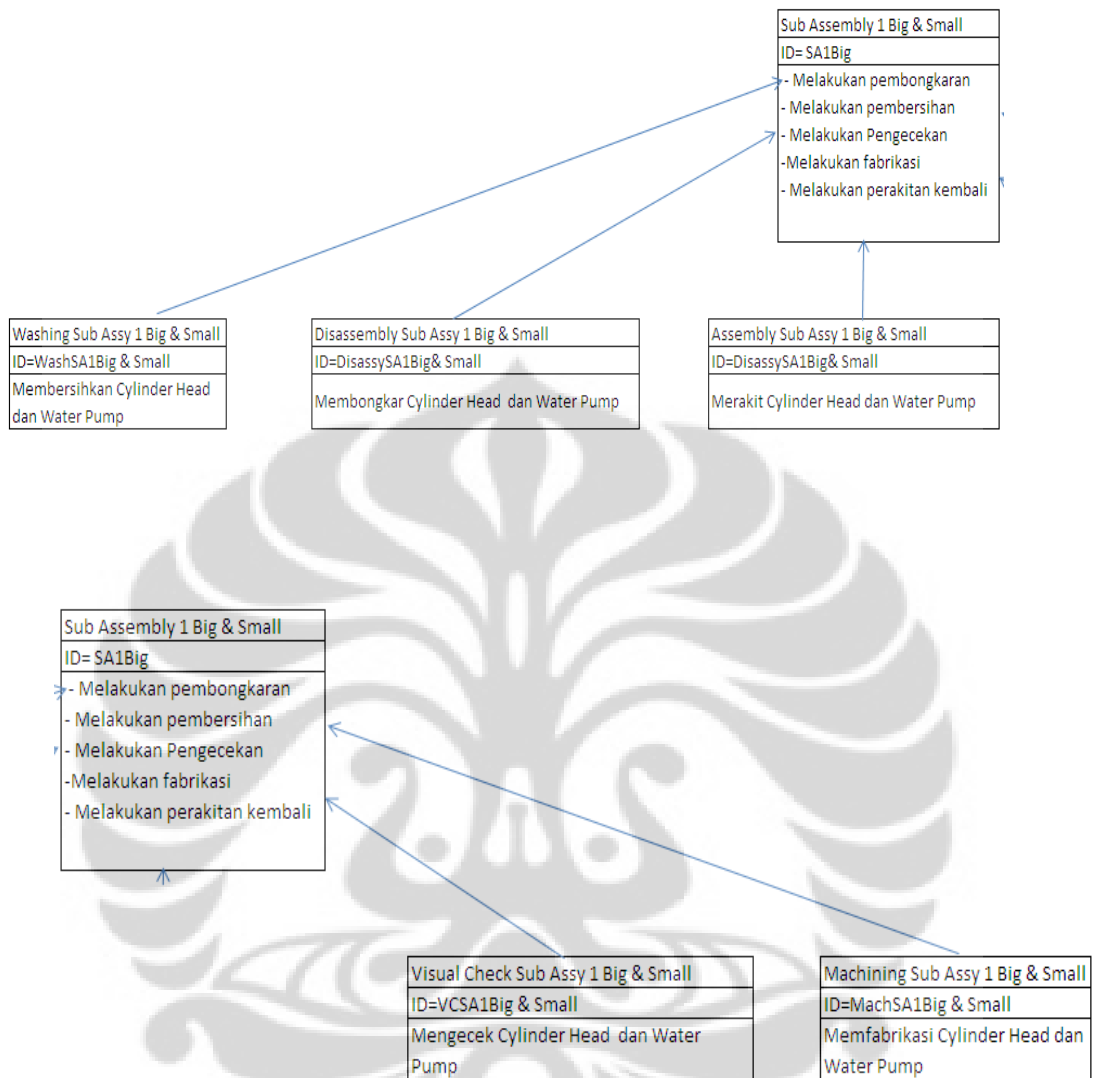 Sub Assembly 1 Big & Small
ID= SA1Big
- Melakukan pembongkaran
- Melakukan pembersihan
- Melakukan Pengecekan
-Melakukan fabrikasi
- Melakukan perakitan kembali
Washing Sub Assy 1 Big & Small
ID=WashSA1Big & Small
Membersihkan Cylinder Head
dan Water Pump
Disassembly Sub Assy 1 Big & Small
ID=DisassySA1Big& Small
Membongkar Cylinder Head dan Water Pump
Assembly Sub Assy 1 Big & Small
ID=DisassySA1Big& Small
Merakit Cylinder Head dan Water Pump
Sub Assembly 1 Big & Small
ID= SA1Big
- Melakukan pembongkaran
- Melakukan pembersihan
- Melakukan Pengecekan
-Melakukan fabrikasi
- Melakukan perakitan kembali
Visual Check Sub Assy 1 Big & Small
ID=VCSA1Big & Small
Mengecek Cylinder Head dan Water
Pump
Machining Sub Assy 1 Big & Small
ID=MachSA1Big & Small
Memfabrikasi Cylinder Head dan
Water Pump